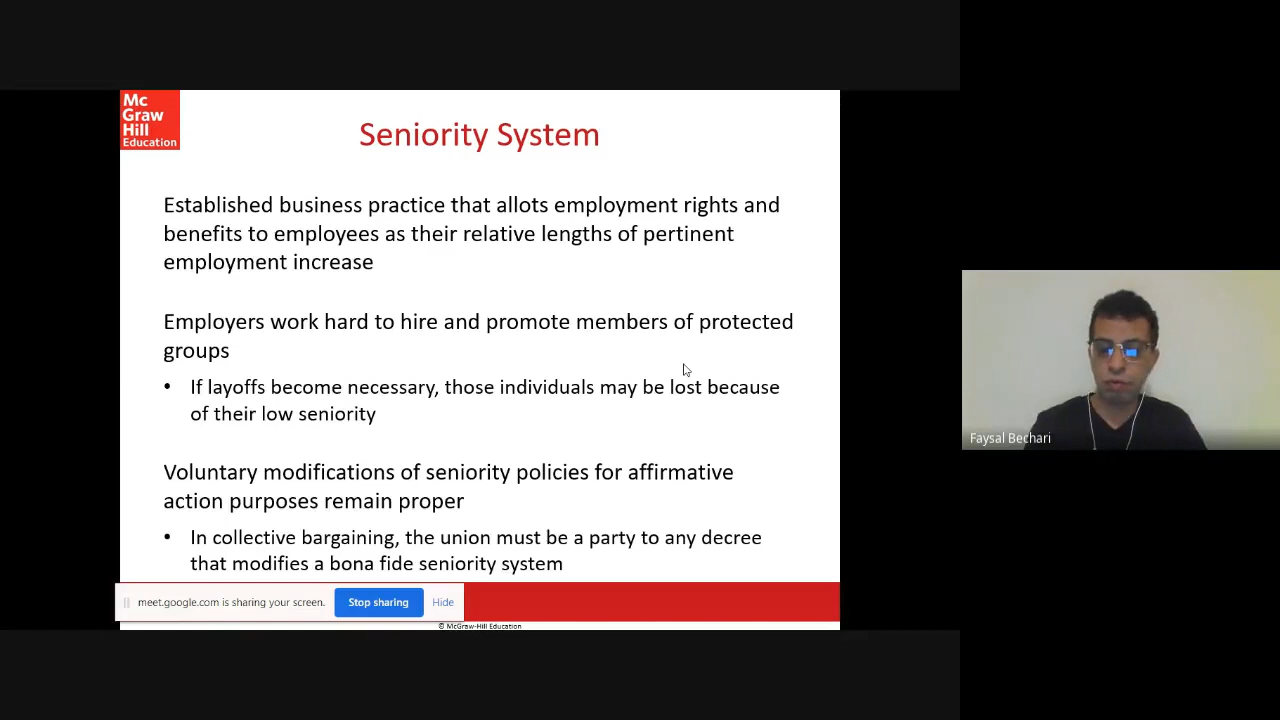 Mc
Graw
Hill
Education
Seniority System
Established business practice that allots employment rights and
benefits to employees as their relative lengths of pertinent
employment increase
Employers work hard to hire and promote members of protected
groups
• If layoffs become necessary, those individuals may be lost because
of their low seniority
Voluntary modifications of seniority policies for affirmative
action purposes remain proper
• In collective bargaining, the union must be a party to any decree
that modifies a bona fide seniority system
meet.google.com is sharing your screen.
Stop sharing
Hide
© McGraw-Hill Education
Faysal Bechari